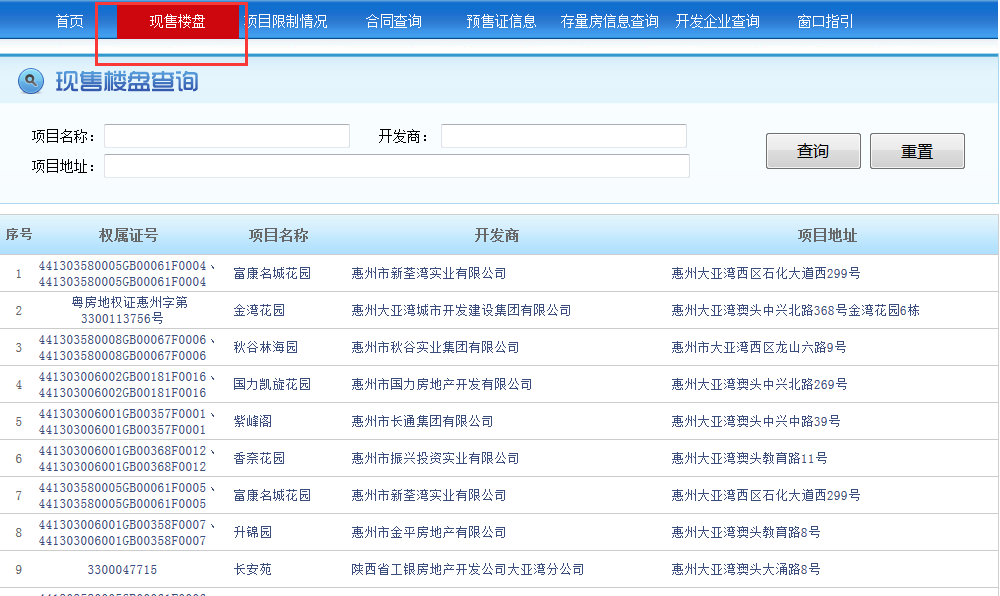 首页 现售楼盘 项目限制情况 合同查询 预售证信息 存量房信息查询 开发企业查询 窗口指引
现售楼盘查询
项目名称： 开发商：
项目地址：
查询 重置
序号 权属证号 项目名称 开发商 项目地址
1 441303580005GB00061F0004、 富康名城花园 惠州市新荃湾实业有限公司 惠州大亚湾西区石化大道西299号
441303580005GB00061F0004
2 粤房地权证惠州字第 金湾花园 惠州大亚湾城市开发建设集团有限公司 惠州大亚湾澳头中兴北路368号金湾花园6栋
3300113756号
3 441303580008GB00067F0006、 秋谷林海园 惠州市秋谷实业集团有限公司 惠州市大亚湾西区龙山六路9号
441303580008GB00067F0006
4 441303006002GB00181F0016、 国力凯旋花园 惠州市国力房地产开发有限公司 惠州大亚湾澳头中兴北路269号
441303006002GB00181F0016
5 441303006001GB00357F0001、 紫峰阁 惠州市长通集团有限公司 惠州大亚湾澳头中兴中路39号
441303006001GB00357F0001
6 441303006001GB00368F0012、 香奈花园 惠州市振兴投资实业有限公司 惠州大亚湾澳头教育路11号
441303006001GB00368F0012
7 441303580005GB00061F0005、 富康名城花园 惠州市新荃湾实业有限公司 惠州大亚湾西区石化大道西299号
441303580005GB00061F0005
8 441303006001GB00358F0007、 升锦园 惠州市金平房地产有限公司 惠州大亚湾澳头教育路8号
441303006001GB00358F0007
9 3300047715 长安苑 陕西省工银房地产开发公司大亚湾分公司 惠州大亚湾澳头大涌路8号